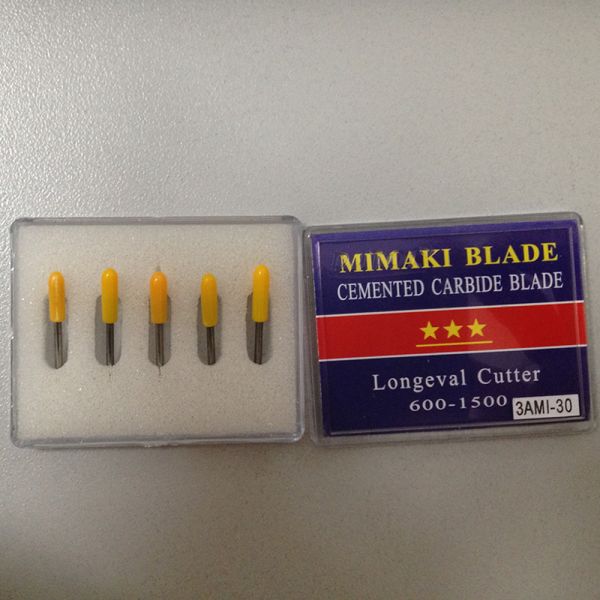 MIMAKI BLADE
CEMENTED CARBIDE BLADE
Longeval Cutter
600-1500 3AMI-30